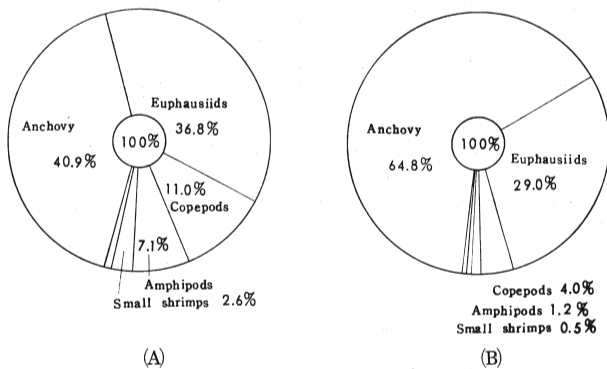 Anchovy
40.9%
Euphausiids
36.8%
100%
11.0%
Copepods
7.1%
Amphipods
Small shrimps 2.6%
(A)
Anchovy
64.8%
100%
Euphausiids
29.0%
Copepods 4.0%
Amphipods 1.2%
Small shrimps 0.5%
(B)